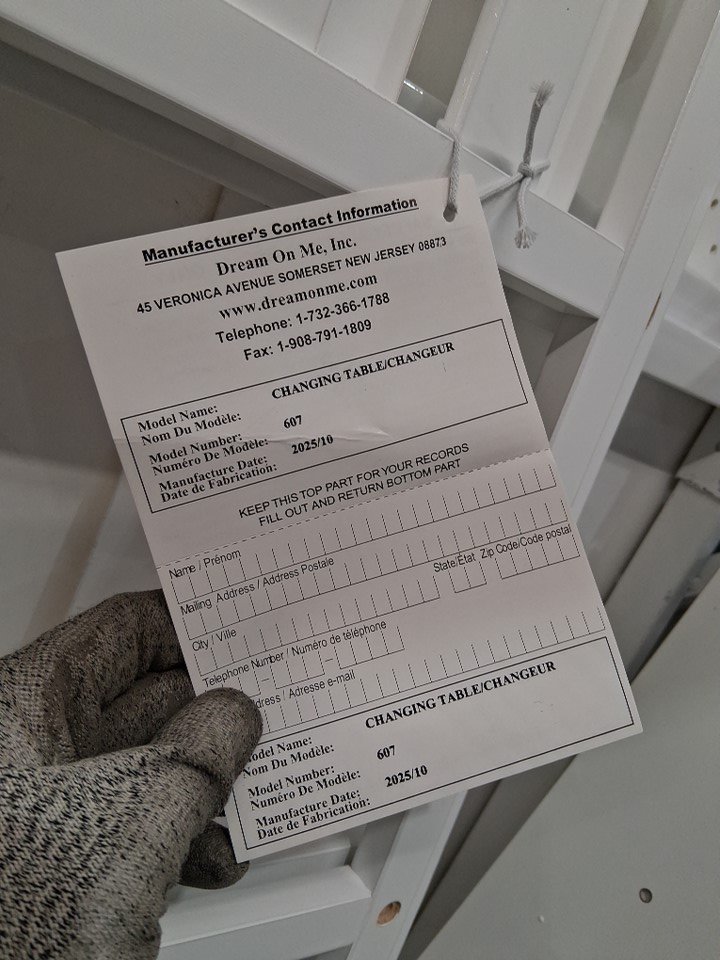 Manufacturer's Contact Information
Dream On Me, Inc.
45 VERONICA AVENUE SOMERSET NEW JERSEY 08873
www.dreamonme.com
Telephone: 1-732-366-1788
Fax: 1-908-791-1809
Model Name: CHANGING TABLE/CHANGEUR
Nom Du Modèle:
Model Number: 607
Numéro De Modèle:
Manufacture Date: 2025/10
Date de Fabrication:
KEEP THIS TOP PART FOR YOUR RECORDS
FILL OUT AND RETURN BOTTOM PART
Name / Prénom
Mailing Address / Address Postale
City / Ville State/État Zip Code/Code postal
Telephone Number / Numéro de téléphone
dress / Adresse e-mail
Model Name: CHANGING TABLE/CHANGEUR
Nom Du Modèle:
Model Number: 607
Numéro De Modèle:
Manufacture Date: 2025/10
Date de Fabrication: